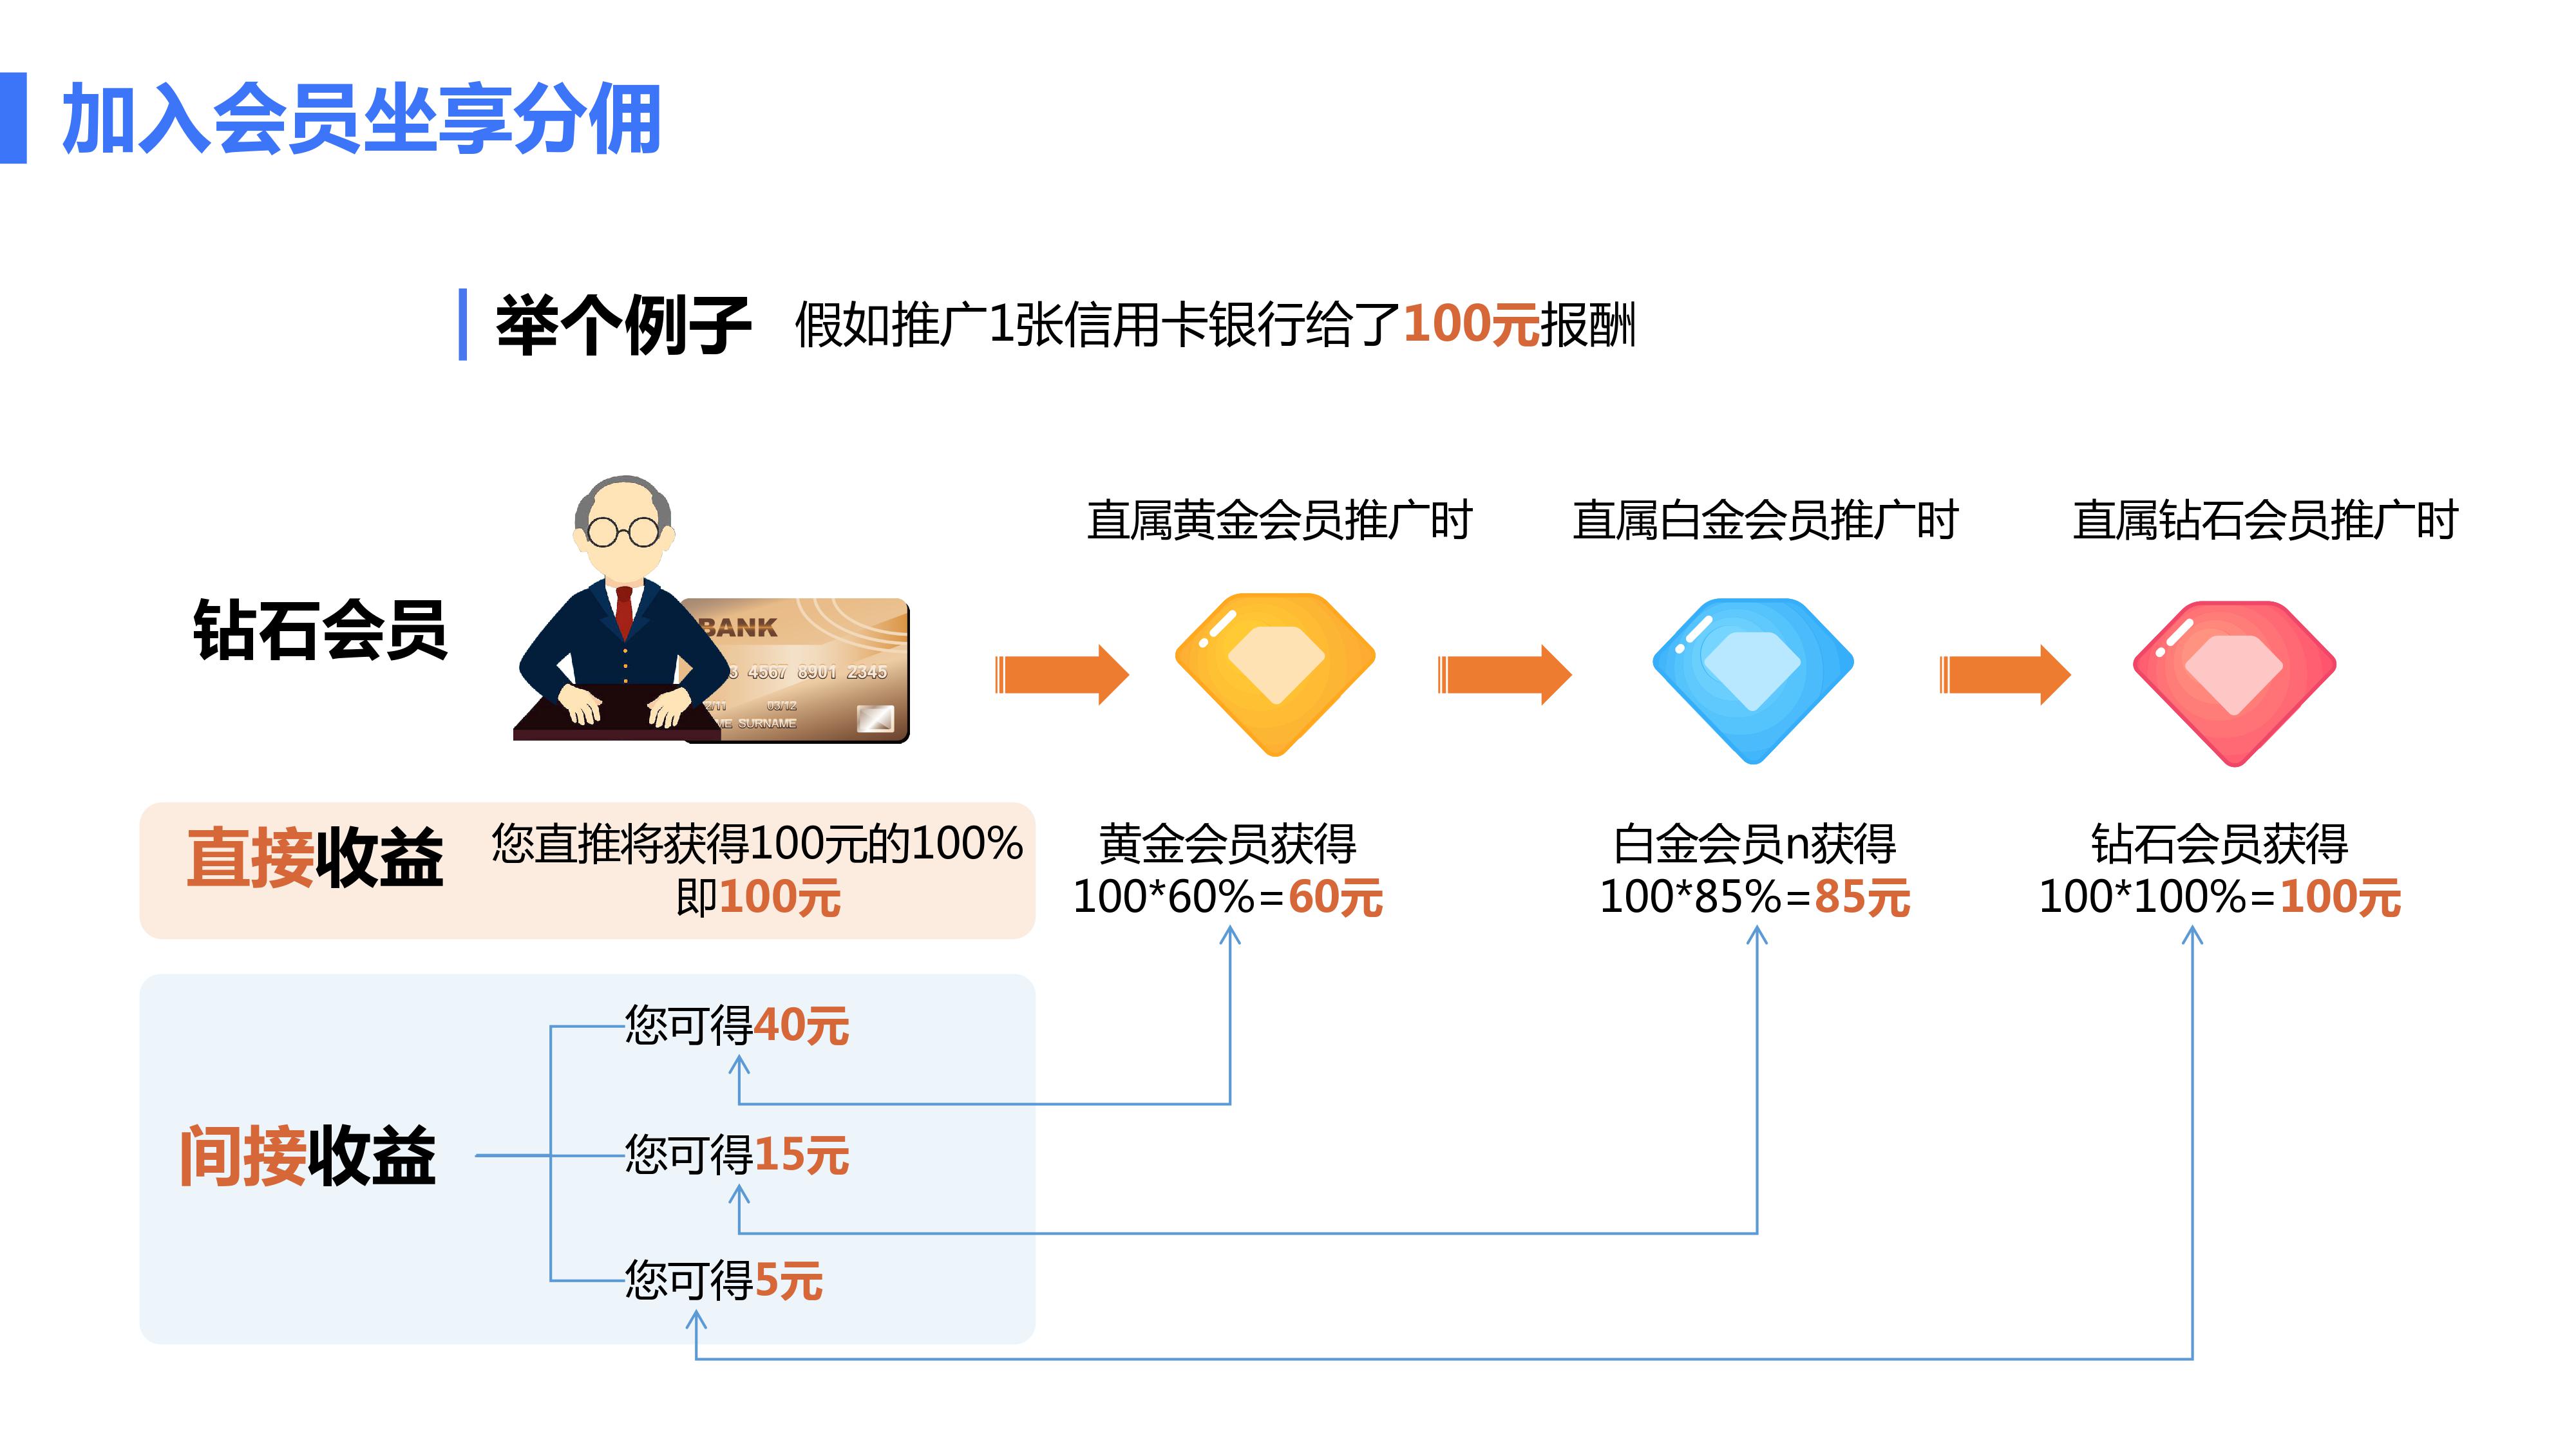 加入会员坐享分佣
举个例子 假如推广1张信用卡银行给了100元报酬
直属黄金会员推广时
直属白金会员推广时
直属钻石会员推广时
钻石会员
BANK
3 4567 8901 2345
03/12
ME SURNAME
直接收益
您直推将获得100元的100%
即100元
黄金会员获得
100*60%=60元
白金会员n获得
100*85%=85元
钻石会员获得
100*100%=100元
间接收益
您可得40元
您可得15元
您可得5元